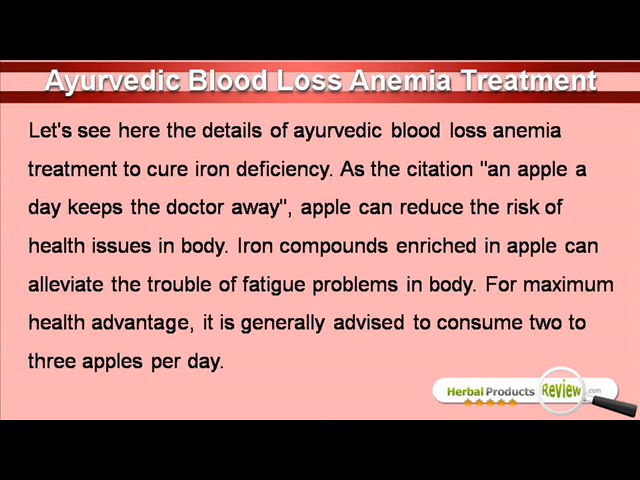 Ayurvedic Blood Loss Anemia Treatment
Let's see here the details of ayurvedic blood loss anemia
treatment to cure iron deficiency. As the citation "an apple a
day keeps the doctor away", apple can reduce the risk of
health issues in body. Iron compounds enriched in apple can
alleviate the trouble of fatigue problems in body. For maximum
health advantage, it is generally advised to consume two to
three apples per day.
Herbal Products Review.com